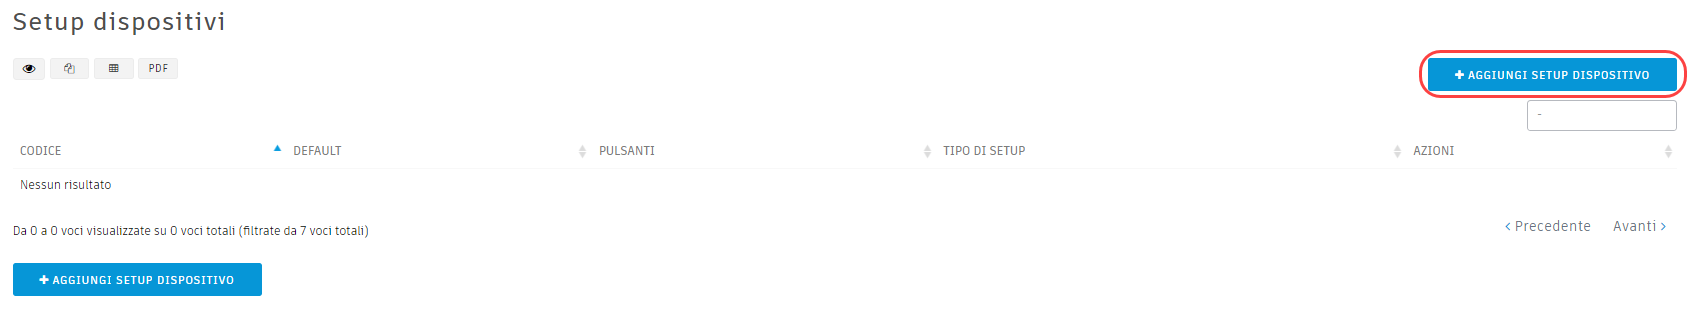 Setup dispositivi
PDF
AGGIUNGI SETUP DISPOSITIVO
-
CODICE DEFAULT PULSANTI TIPO DI SETUP AZIONI
Nessun risultato
Da 0 a 0 voci visualizzate su 0 voci totali (filtrate da 7 voci totali)
Precedente Avanti
AGGIUNGI SETUP DISPOSITIVO